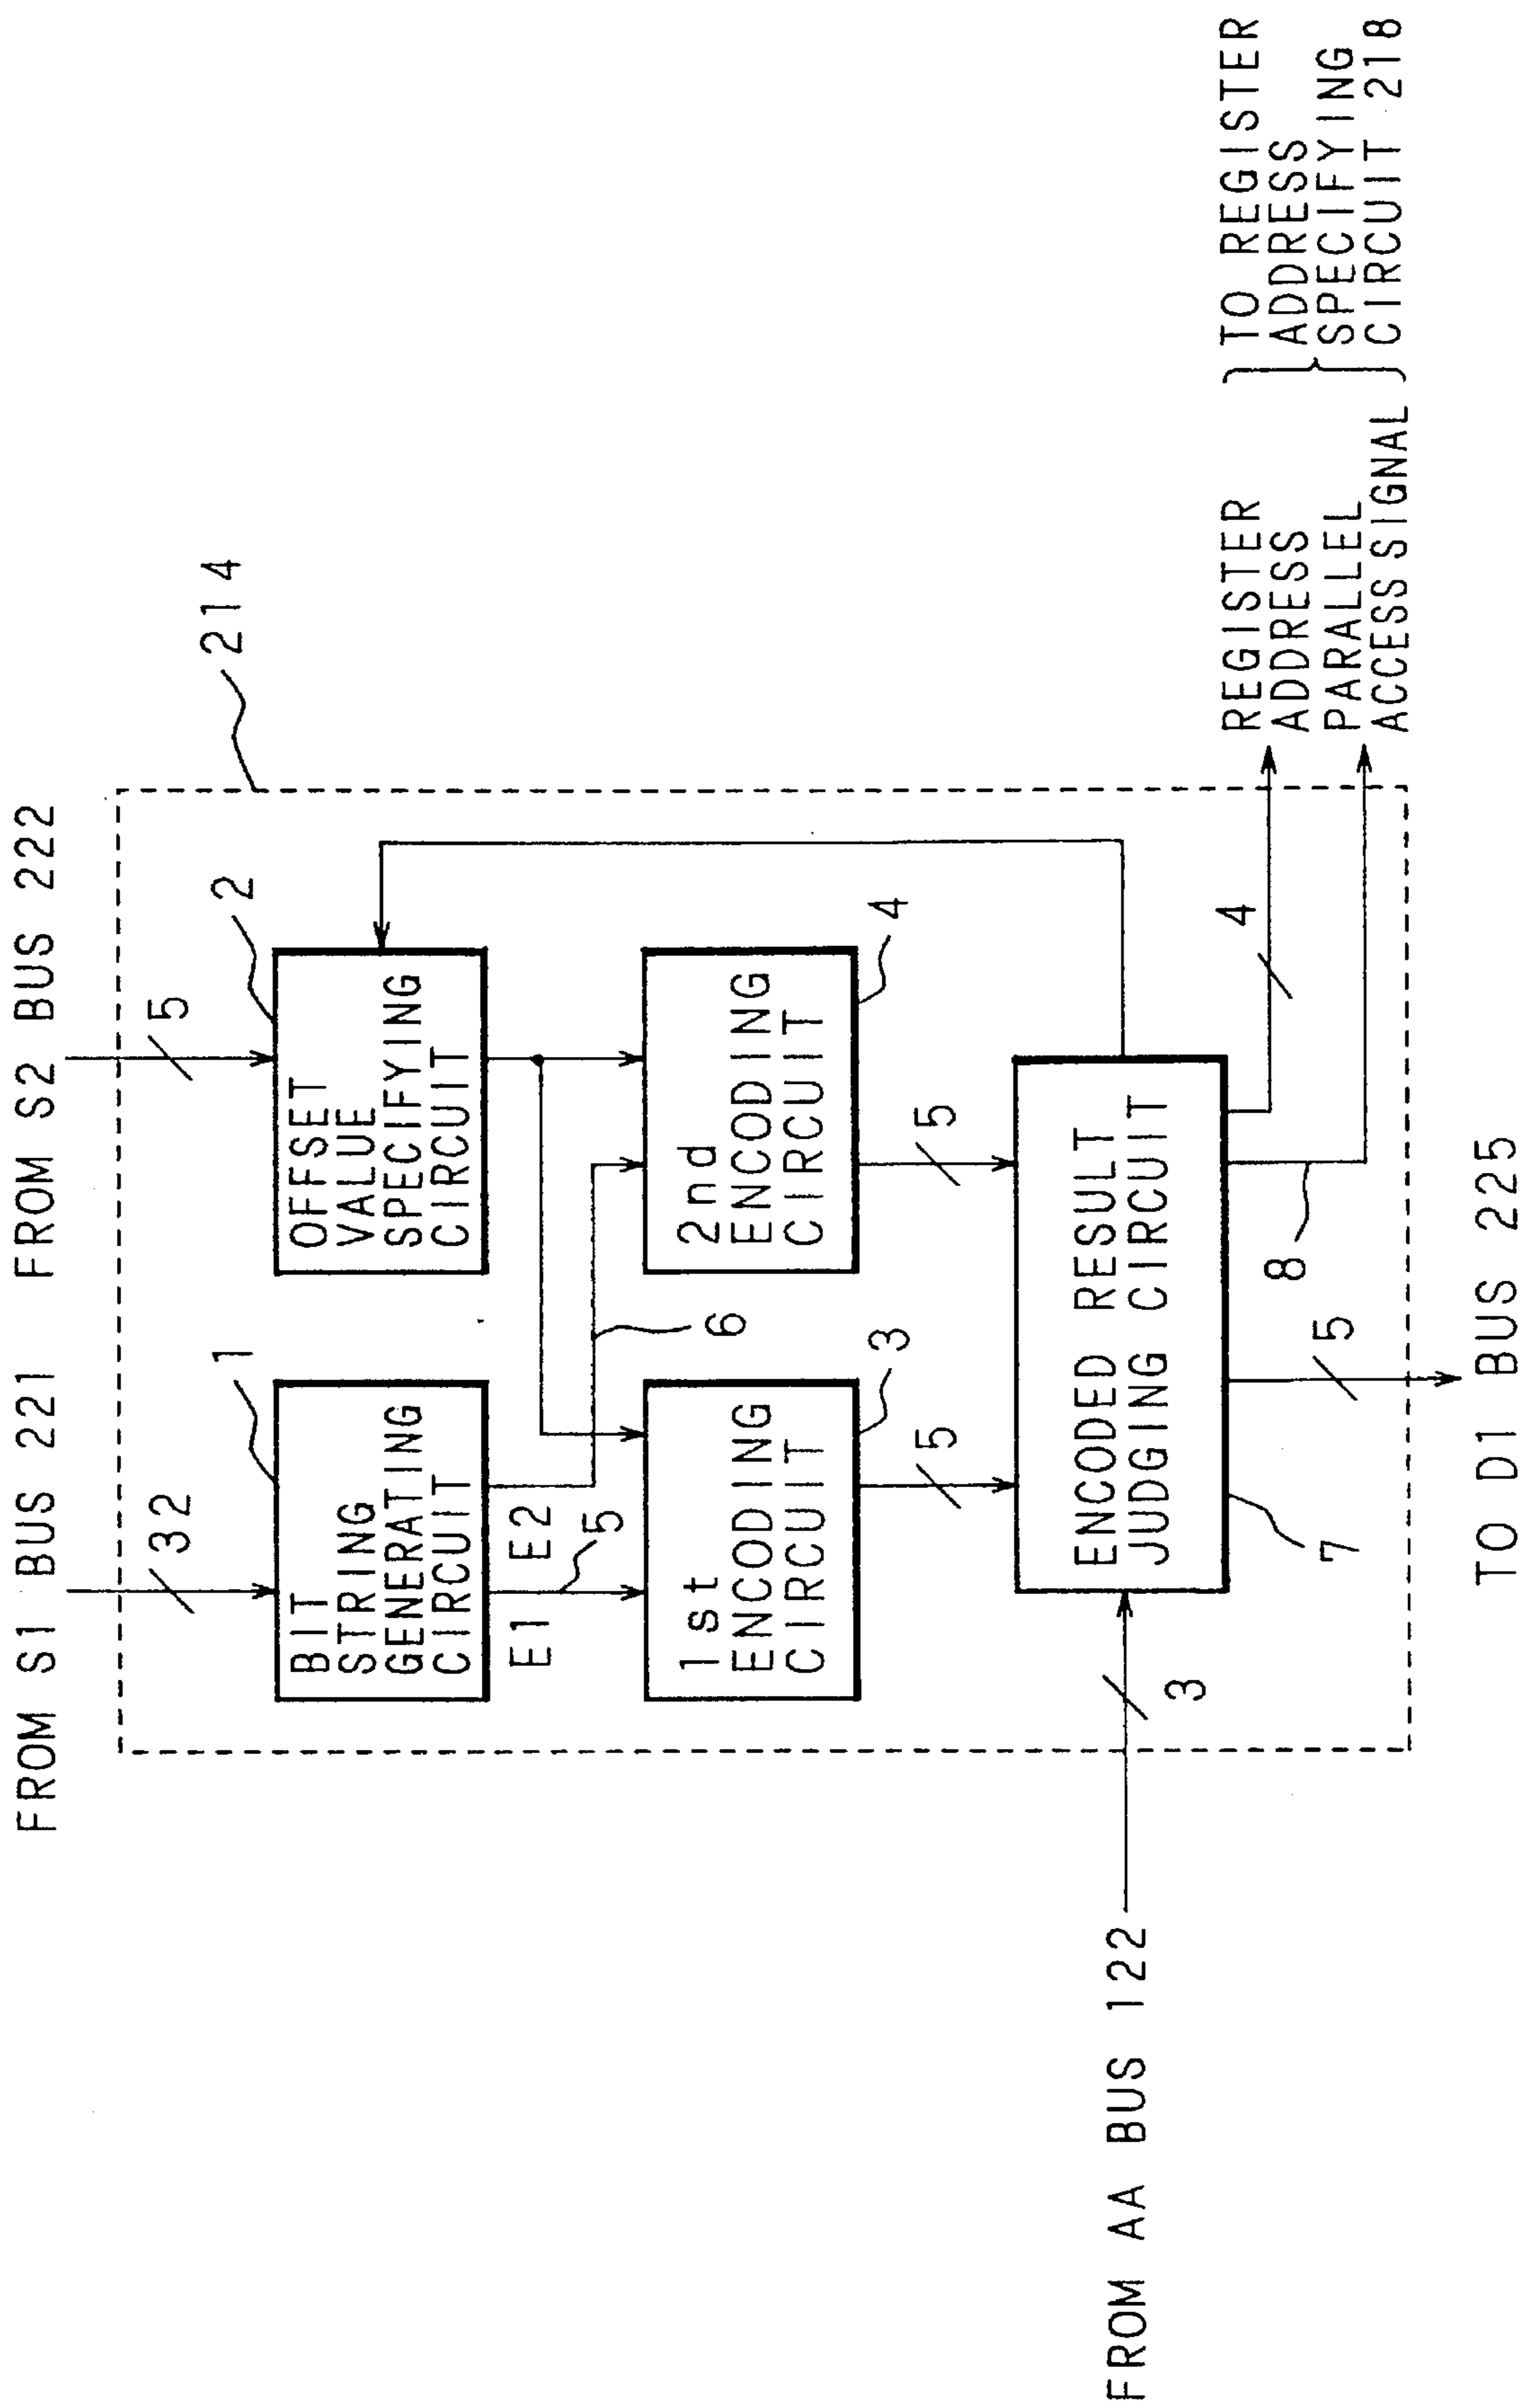 FROM S1 BUS 221
FROM S2 BUS 222
214
32
5
1
2
BIT
STRING
GENERATING
CIRCUIT
OFFSET
VALUE
SPECIFYING
CIRCUIT
E1
E2
5
6
1st
ENCODING
CIRCUIT
3
2nd
ENCODING
CIRCUIT
4
5
5
FROM AA BUS 122
3
ENCODED RESULT
JUDGING CIRCUIT
7
5
8
4
REGISTER
ADDRESS
PARALLEL
ACCESS SIGNAL
TO REGISTER
ADDRESS
SPECIFYING
CIRCUIT 218
TO D1 BUS 225